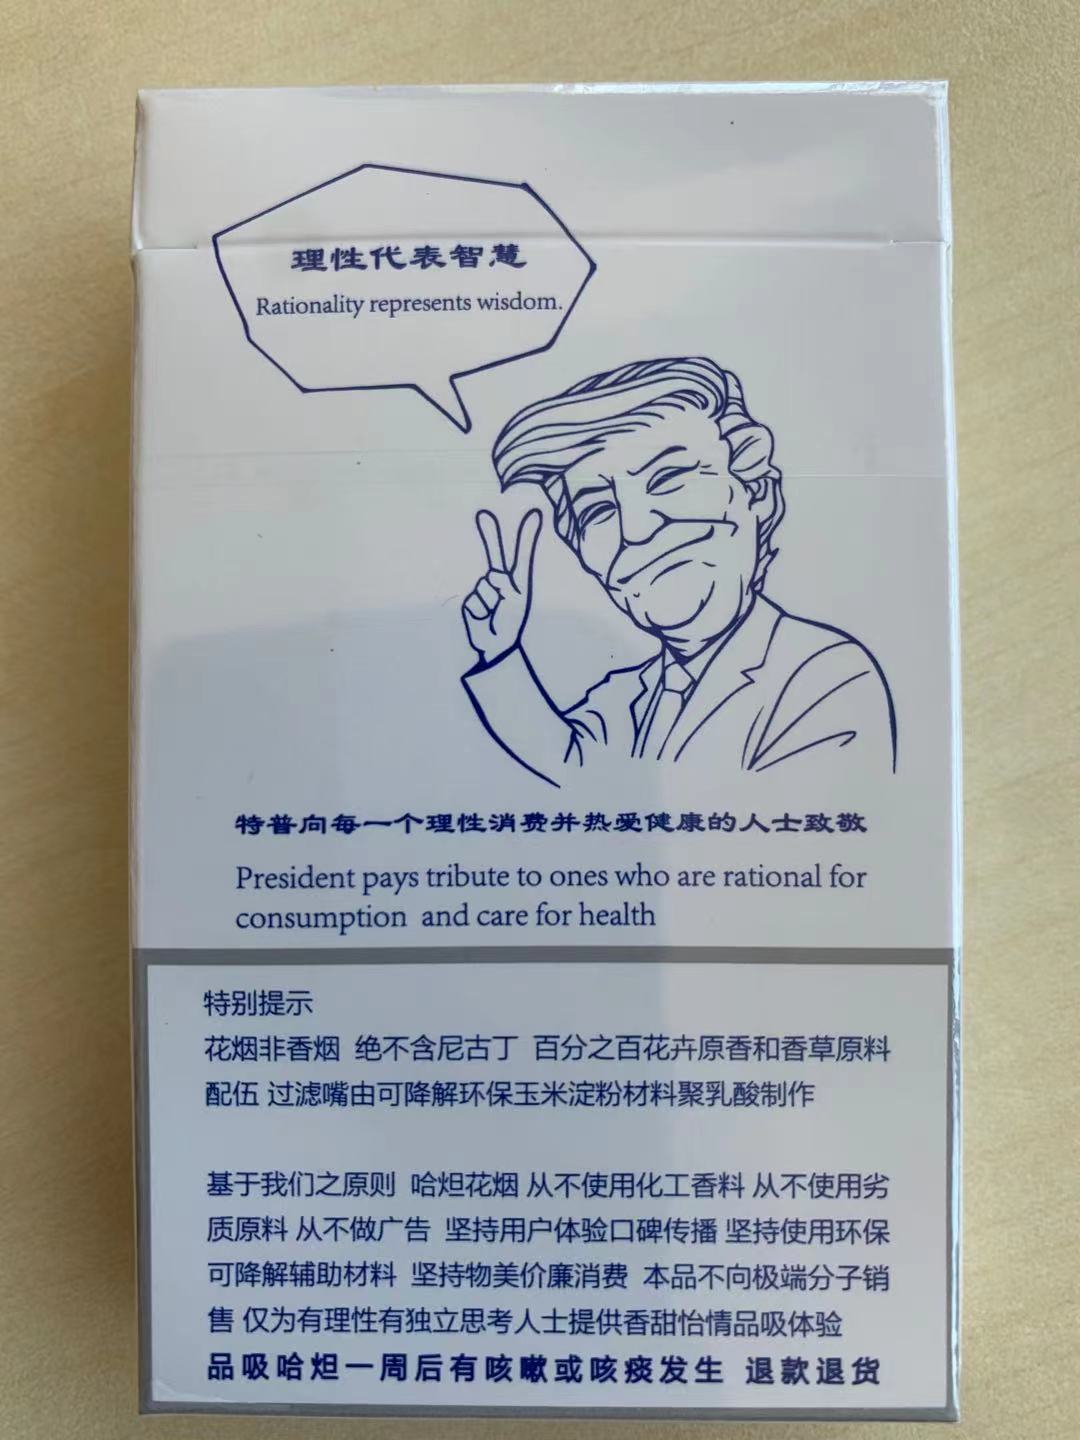 理性代表智慧
Rationality represents wisdom.
特普向每一个理性消费并热爱健康的人士致敬
President pays tribute to ones who are rational for
consumption and care for health
特别提示
花烟非香烟 绝不含尼古丁 百分之百花卉原香和香草原料
配伍 过滤嘴由可降解环保玉米淀粉材料聚乳酸制作
基于我们之原则 哈炟花烟 从不使用化工香料 从不使用劣
质原料 从不做广告 坚持用户体验口碑传播 坚持使用环保
可降解辅助材料 坚持物美价廉消费 本品不向极端分子销
售 仅为有理性有独立思考人士提供香甜怡情品吸体验
品吸哈炟一周后有咳嗽或咳痰发生 退款退货